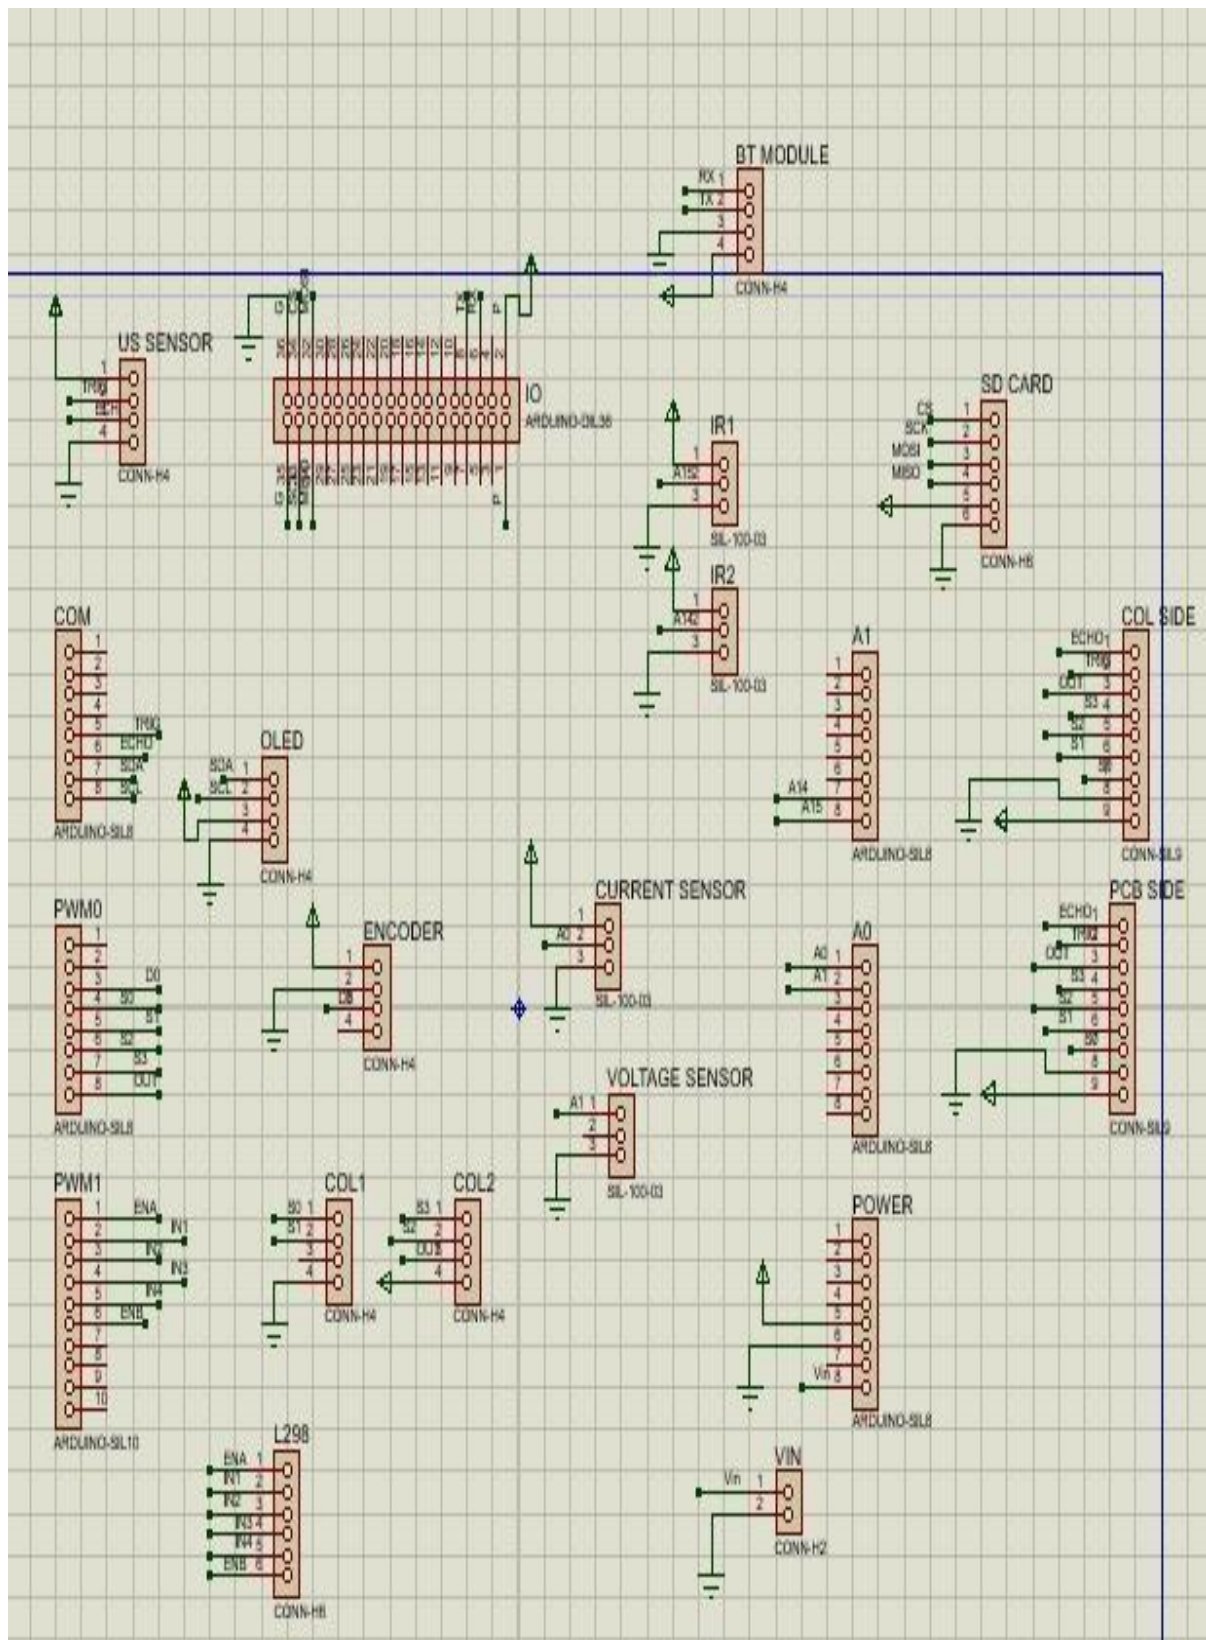 BT MODULE
RX 1
TX 2
3
4
CONN-H4
US SENSOR
1
4
CONN-H4
IO
ARDUINO-DIL36
IR1
1
3
SIL-100-03
SD CARD
CS 1
SCK 2
MOSI 3
MISO 4
5
6
CONN-H6
IR2
1
3
SIL-100-03
COM
1
2
3
4
TRIG 5
ECHO 6
SDA 7
SCL 8
ARDUINO-SIL8
OLED
SDA 1
SCL 2
3
4
CONN-H4
A1
1
2
3
4
5
6
A14 7
A15 8
ARDUINO-SIL8
COL SIDE
ECHO 1
OUT 3
S3 4
S2 5
S1 6
8
9
CONN-SIL9
CURRENT SENSOR
1
A0 2
3
SIL-100-03
PCB SIDE
ECHO 1
OUT 3
S3 4
S2 5
S1 6
8
9
CONN-SIL9
PWM0
1
2
3 D0
4 S0
5 S1
6 S2
7 S3
8 OUT
ARDUINO-SIL8
ENCODER
1
2
4
CONN-H4
A0
A0 1
A1 2
3
4
5
6
7
8
ARDUINO-SIL8
VOLTAGE SENSOR
A1 1
2
3
SIL-100-03
PWM1
1 ENA
2 IN1
3 IN2
4 IN3
5 IN4
6 ENB
7
8
9
10
ARDUINO-SIL10
COL1
S0 1
S1 2
3
4
CONN-H4
COL2
S3 1
S2 2
4
CONN-H4
POWER
1
2
3
4
5
6
7
Vin 8
ARDUINO-SIL8
L298
ENA 1
IN1 2
IN2 3
IN3 4
IN4 5
ENB 6
CONN-H6
VIN
Vin 1
2
CONN-H2